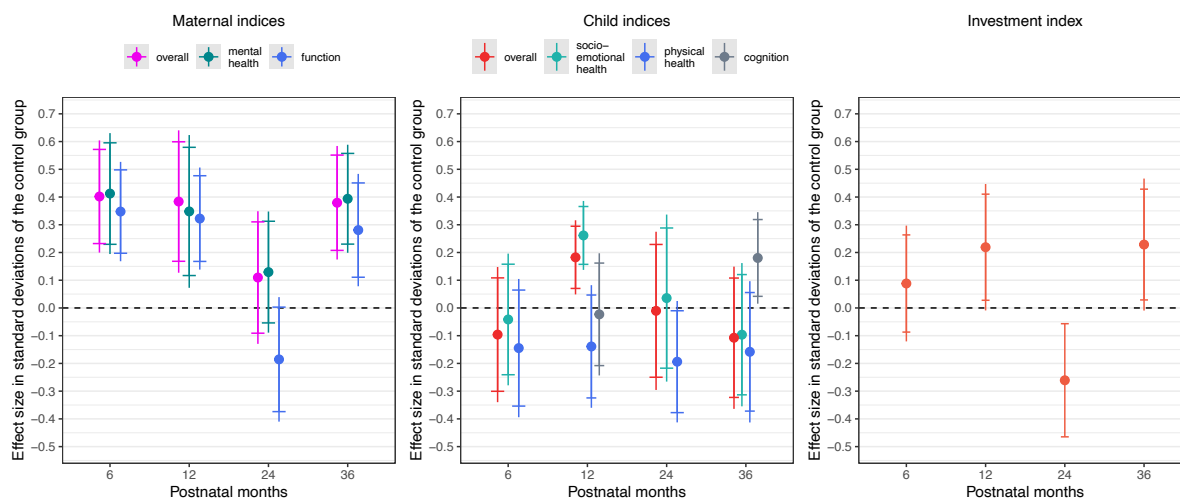 Maternal indices
overall
mental
health
function
Effect size in standard deviations of the control group
0.7
0.6
0.5
0.4
0.3
0.2
0.1
0.0
−0.1
−0.2
−0.3
−0.4
−0.5
6 12 24 36
Postnatal months
Child indices
overall
socio−
emotional
health
physical
health
cognition
Effect size in standard deviations of the control group
0.7
0.6
0.5
0.4
0.3
0.2
0.1
0.0
−0.1
−0.2
−0.3
−0.4
−0.5
6 12 24 36
Postnatal months
Investment index
Effect size in standard deviations of the control group
0.7
0.6
0.5
0.4
0.3
0.2
0.1
0.0
−0.1
−0.2
−0.3
−0.4
−0.5
6 12 24 36
Postnatal months